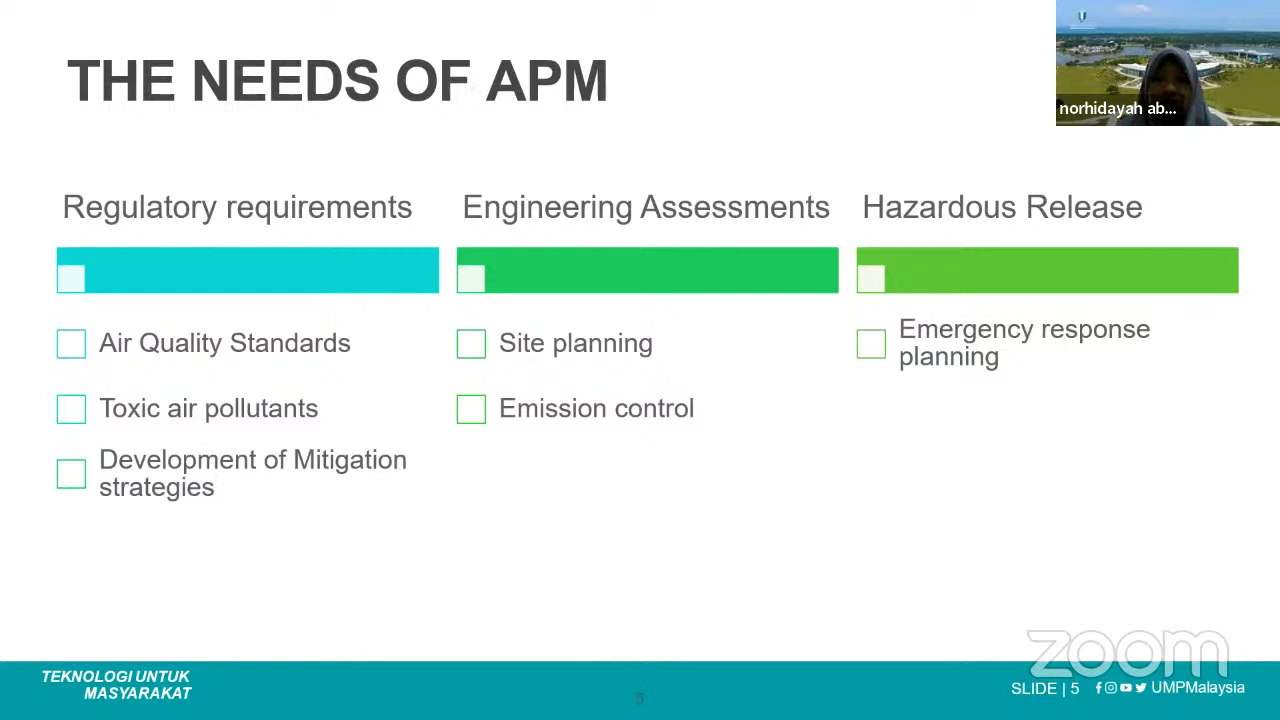 THE NEEDS OF APM
norhidayah ab...
Regulatory requirements
Engineering Assessments
Hazardous Release
Air Quality Standards
Toxic air pollutants
Development of Mitigation
strategies
Site planning
Emission control
Emergency response
planning
zoom
TEKNOLOGI UNTUK
MASYARAKAT
5
SLIDE | 5
UMPMalaysia